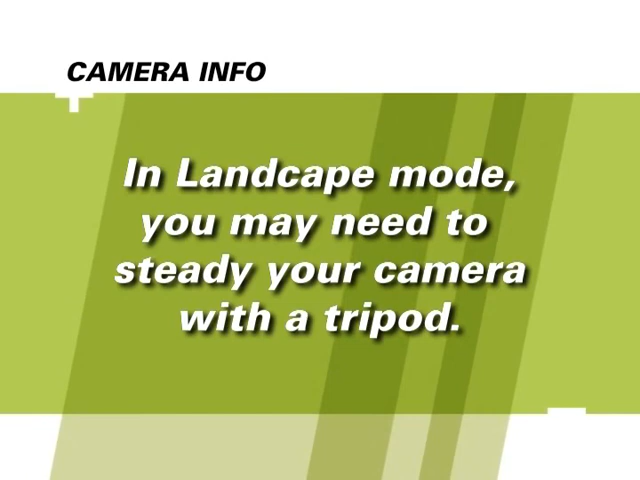 CAMERA INFO
In Landcape mode,
you may need to
steady your camera
with a tripod.